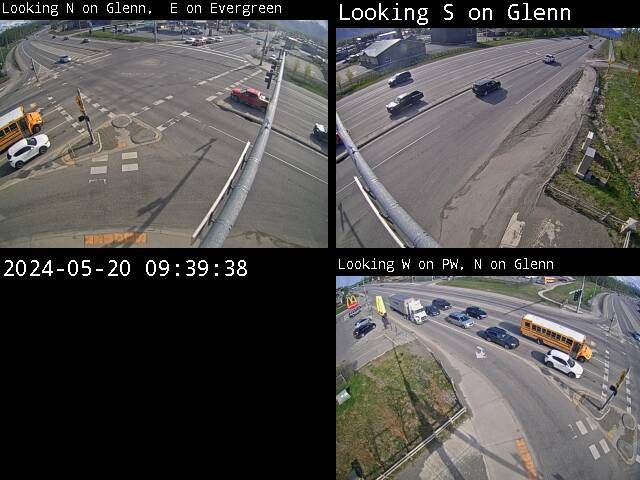 Looking N on Glenn,  E on Evergreen
Looking S on Glenn
2024-05-20 09:39:38
Looking W on PW, N on Glenn